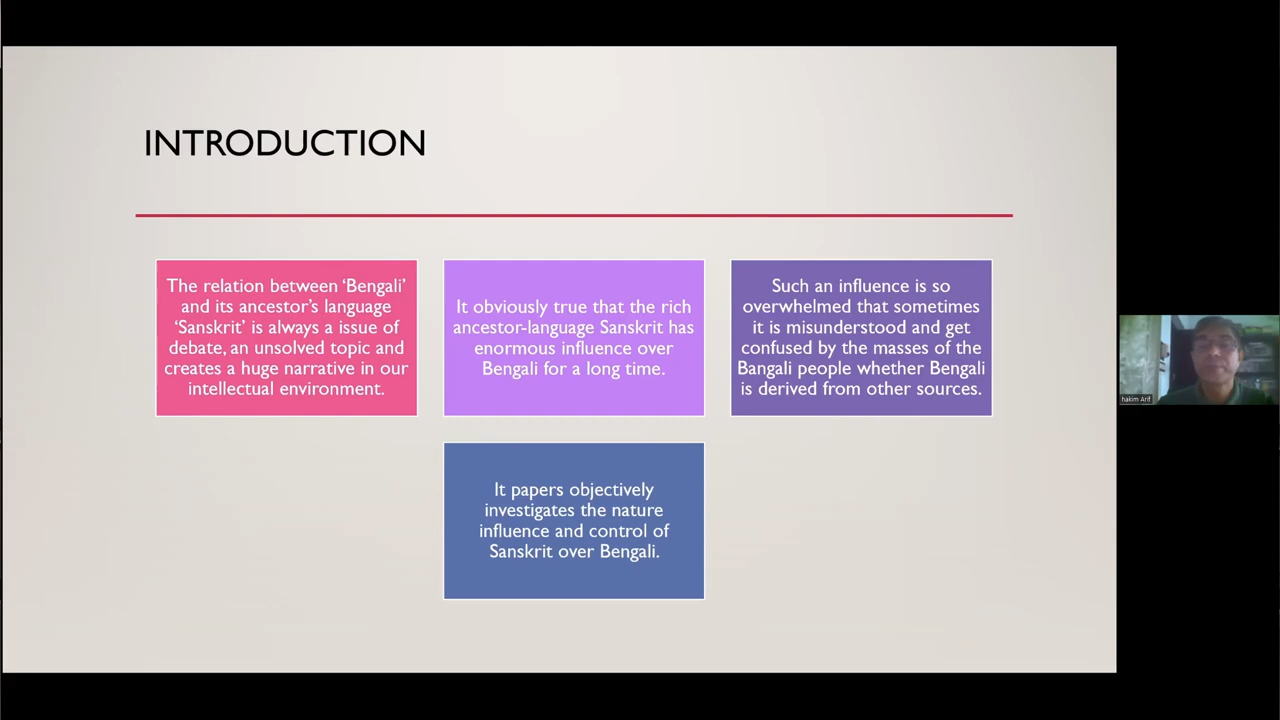 INTRODUCTION
The relation between ‘Bengali’
and its ancestor’s language
‘Sanskrit’ is always a issue of
debate, an unsolved topic and
creates a huge narrative in our
intellectual environment.
It obviously true that the rich
ancestor-language Sanskrit has
enormous influence over
Bengali for a long time.
Such an influence is so
overwhelmed that sometimes
it is misunderstood and get
confused by the masses of the
Bangali people whether Bengali
is derived from other sources.
It papers objectively
investigates the nature
influence and control of
Sanskrit over Bengali.
hakim Arif